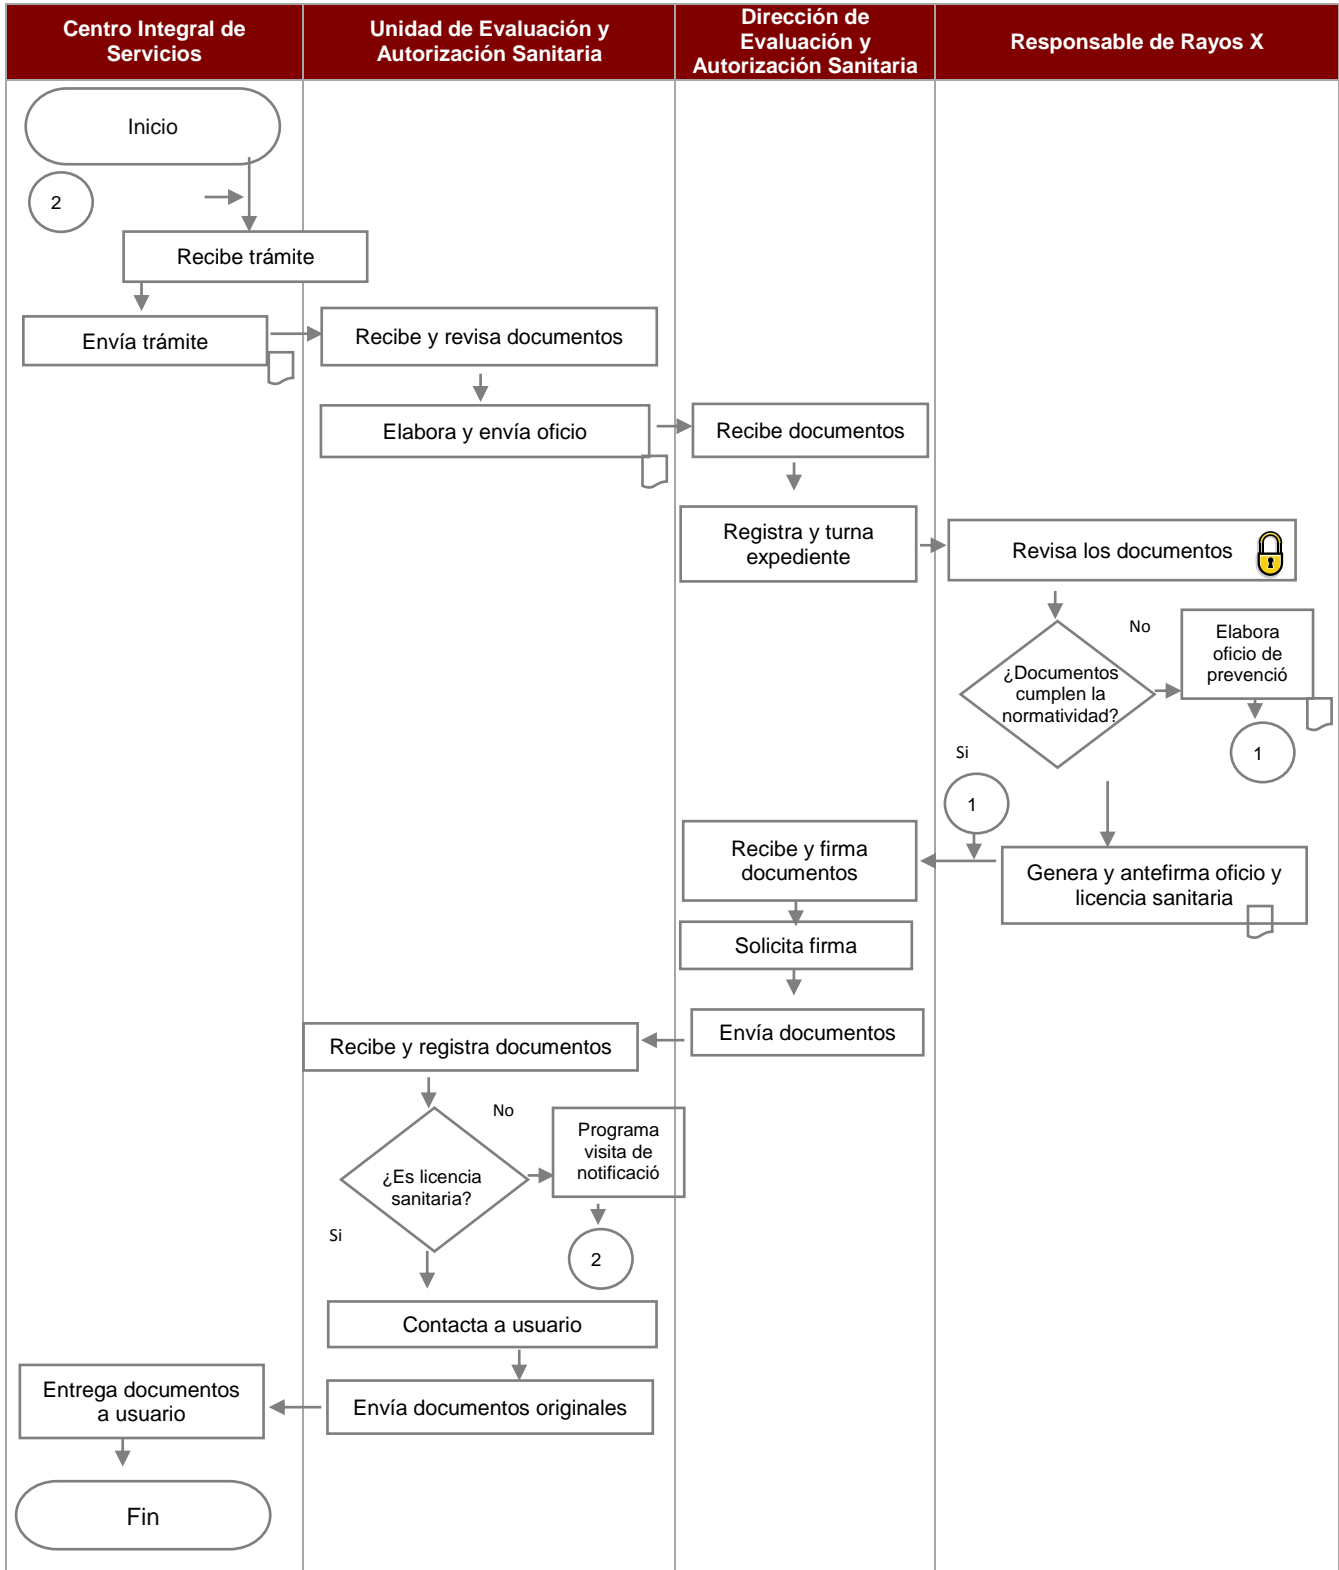 Centro Integral de
Servicios
Unidad de Evaluación y
Autorización Sanitaria
Dirección de
Evaluación y
Autorización Sanitaria
Responsable de Rayos X
Inicio
2
Recibe trámite
Envía trámite
Recibe y revisa documentos
Elabora y envía oficio
Recibe documentos
Registra y turna
expediente
Revisa los documentos
No
Elabora
oficio de
prevenció
¿Documentos
cumplen la
normatividad?
1
Si
1
Recibe y firma
documentos
Genera y antefirma oficio y
licencia sanitaria
Solicita firma
Envía documentos
Recibe y registra documentos
No
Programa
visita de
notificació
¿Es licencia
sanitaria?
Si
2
Contacta a usuario
Entrega documentos
a usuario
Envía documentos originales
Fin